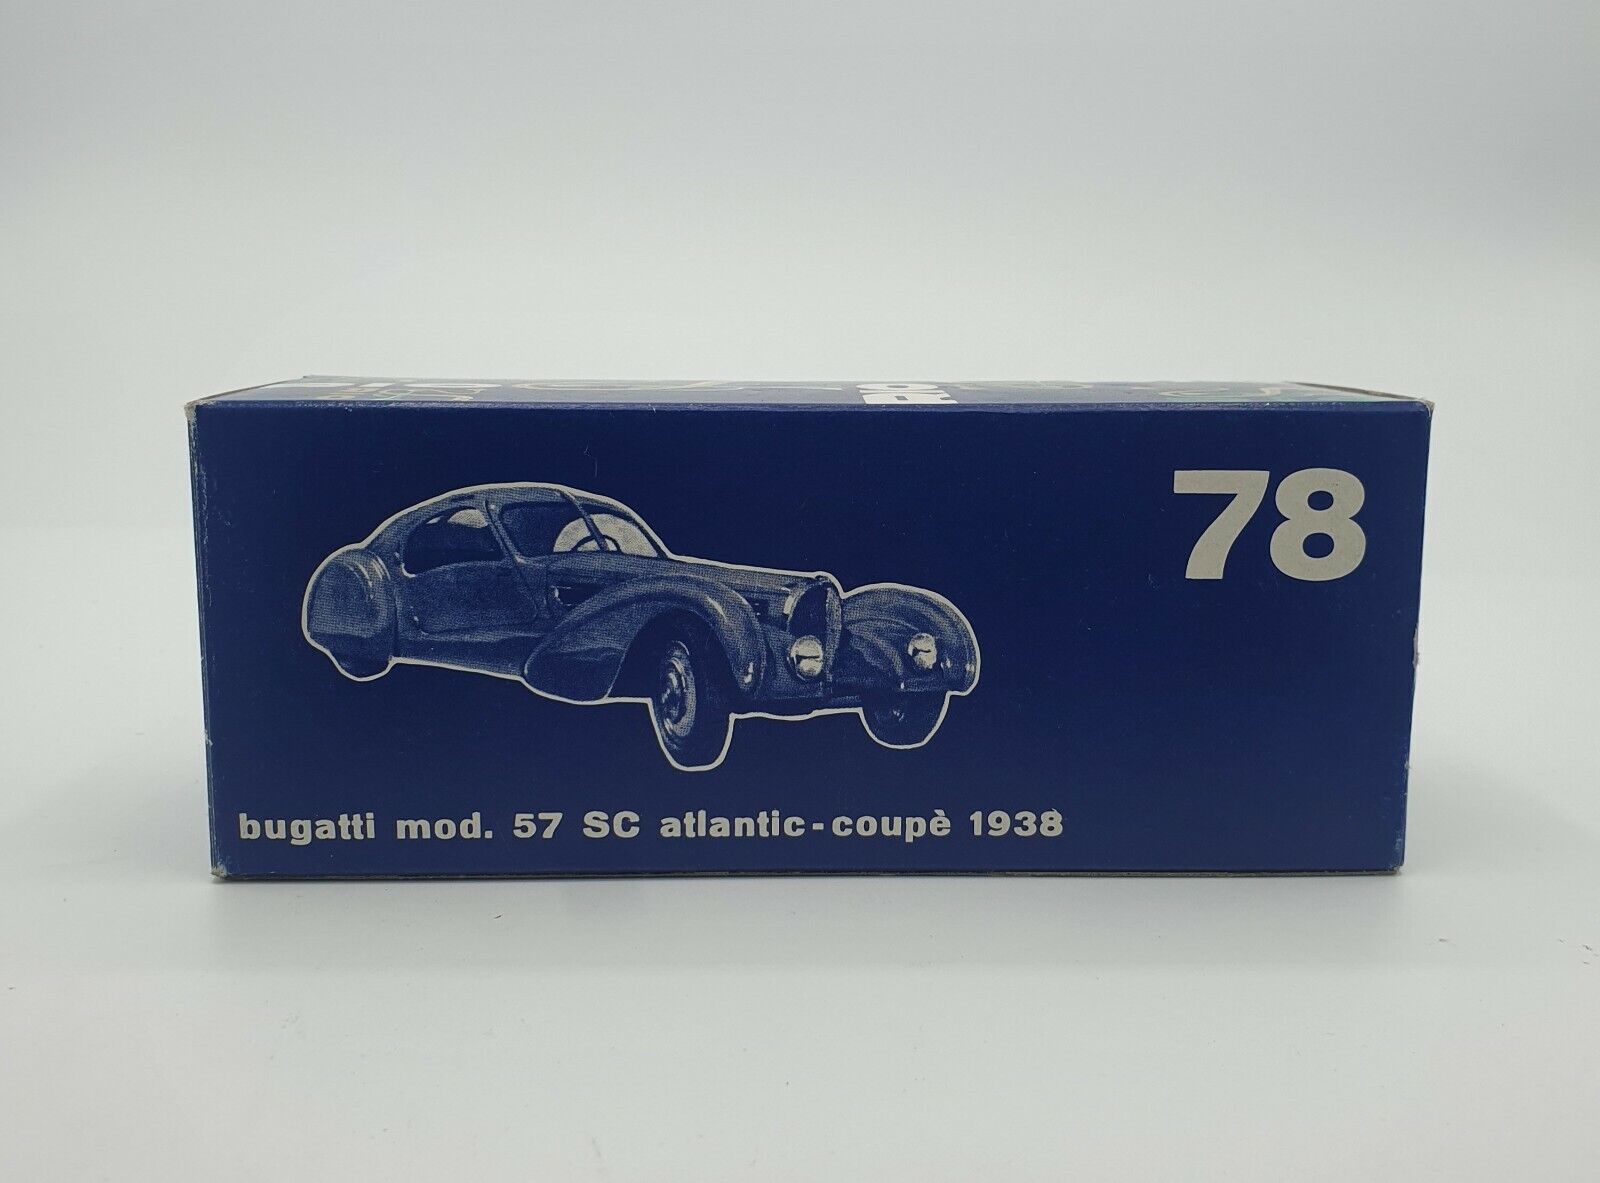 78
bugatti mod. 57 SC atlantic-coupè 1938